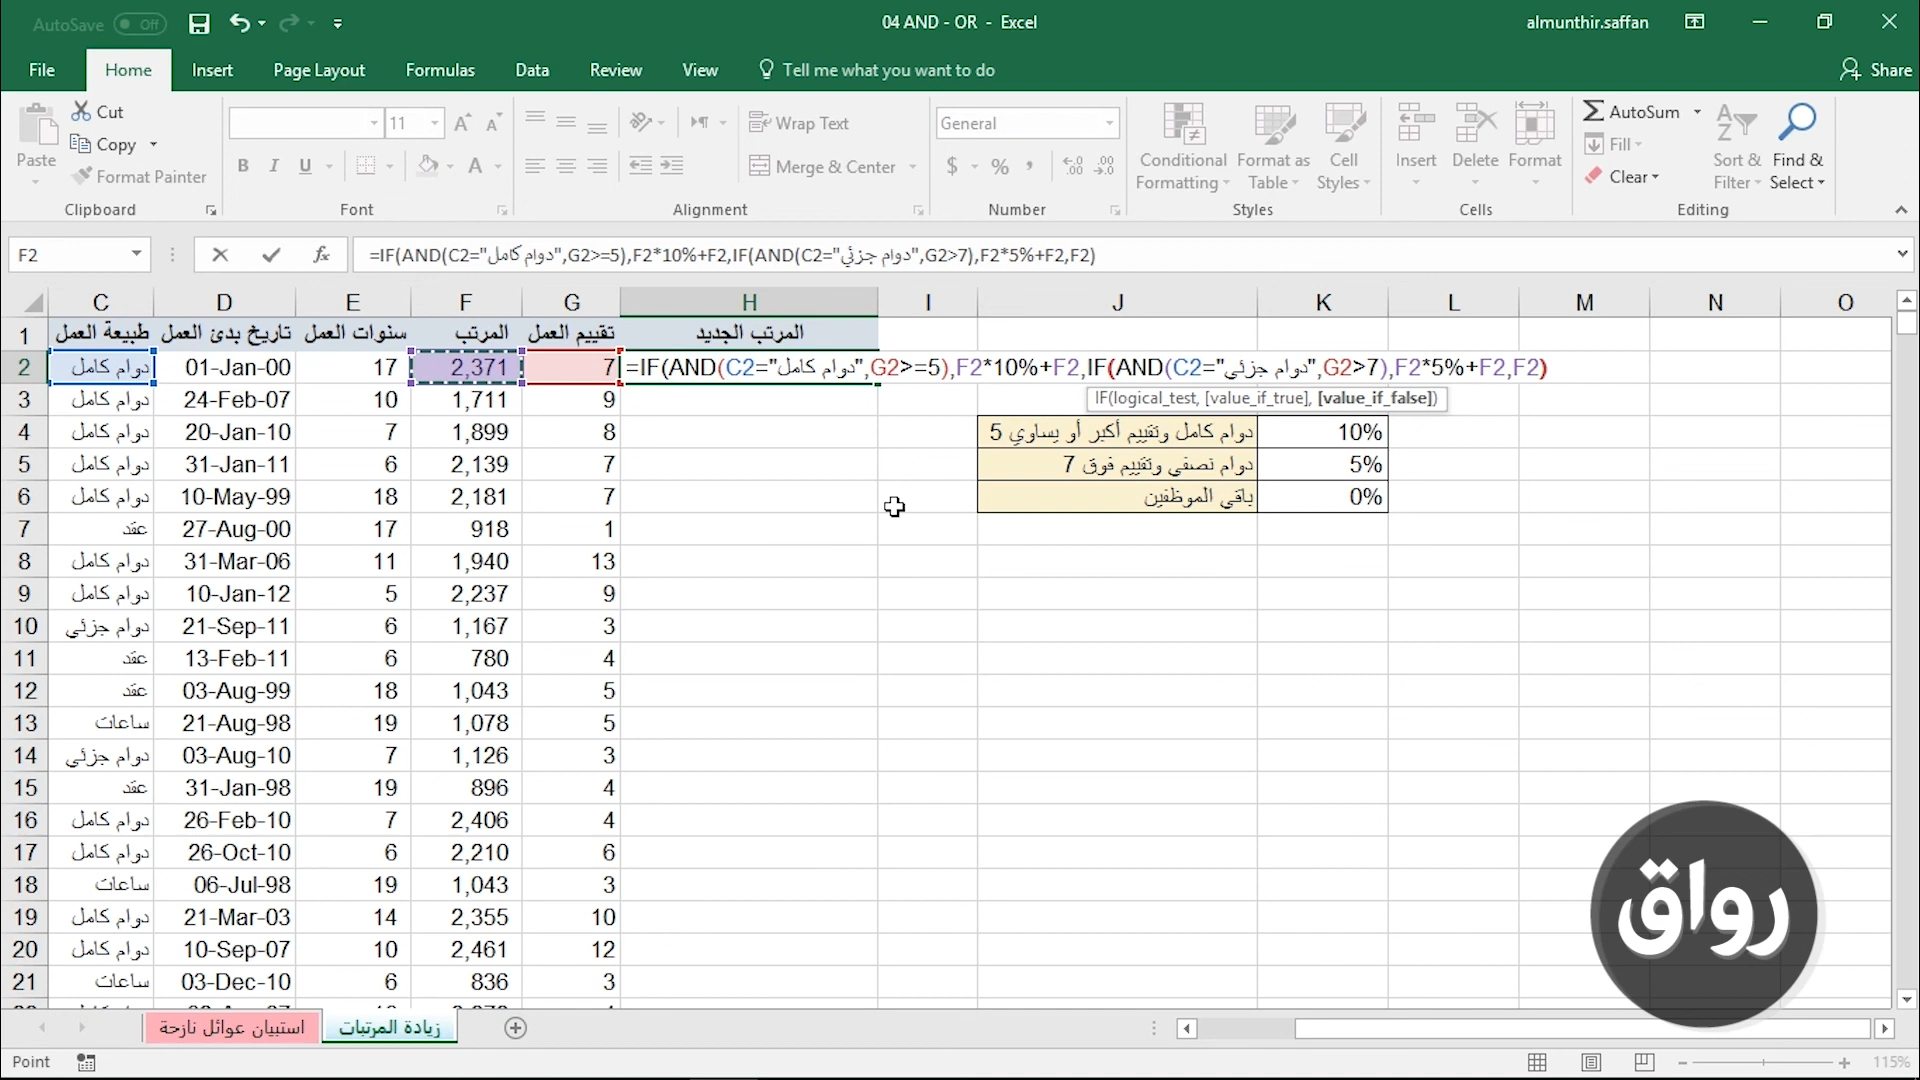 AutoSave Off
04 AND - OR - Excel
almunthir.saffan
File Home Insert Page Layout Formulas Data Review View Tell me what you want to do Share
Paste Cut Copy Format Painter Clipboard
11 B I U A Font
Wrap Text Merge & Center Alignment
General $ % Number
Conditional Formatting Format as Table Cell Styles Styles
Insert Delete Format Cells
AutoSum Fill Clear Sort & Filter Find & Select Editing
F2 fx =IF(AND(C2="دوام كامل",G2>=5),F2*10%+F2,IF(AND(C2="دوام جزئي",G2>7),F2*5%+F2,F2)
C D E F G H I J K L M N O
1 طبيعة العمل تاريخ بدئ العمل سنوات العمل المرتب تقييم العمل المرتب الجديد
2 دوام كامل 01-Jan-00 17 2,371 7 =IF(AND(C2="دوام كامل",G2>=5),F2*10%+F2,IF(AND(C2="دوام جزئي",G2>7),F2*5%+F2,F2)
IF(logical_test, [value_if_true], [value_if_false])
3 دوام كامل 24-Feb-07 10 1,711 9
4 دوام كامل 20-Jan-10 7 1,899 8 دوام كامل وتقييم أكبر أو يساوي 5 10%
5 دوام كامل 31-Jan-11 6 2,139 7 دوام نصفي وتقييم فوق 7 5%
6 دوام كامل 10-May-99 18 2,181 7 باقي الموظفين 0%
7 عقد 27-Aug-00 17 918 1
8 دوام كامل 31-Mar-06 11 1,940 13
9 دوام كامل 10-Jan-12 5 2,237 9
10 دوام جزئي 21-Sep-11 6 1,167 3
11 عقد 13-Feb-11 6 780 4
12 عقد 03-Aug-99 18 1,043 5
13 ساعات 21-Aug-98 19 1,078 5
14 دوام جزئي 03-Aug-10 7 1,126 3
15 عقد 31-Jan-98 19 896 4
16 دوام كامل 26-Feb-10 7 2,406 4
17 دوام كامل 26-Oct-10 6 2,210 6
18 ساعات 06-Jul-98 19 1,043 3
19 دوام كامل 21-Mar-03 14 2,355 10
20 دوام كامل 10-Sep-07 10 2,461 12
21 ساعات 03-Dec-10 6 836 3
رواق
استبيان عوائل نازحة زيادة المرتبات
Point 115%